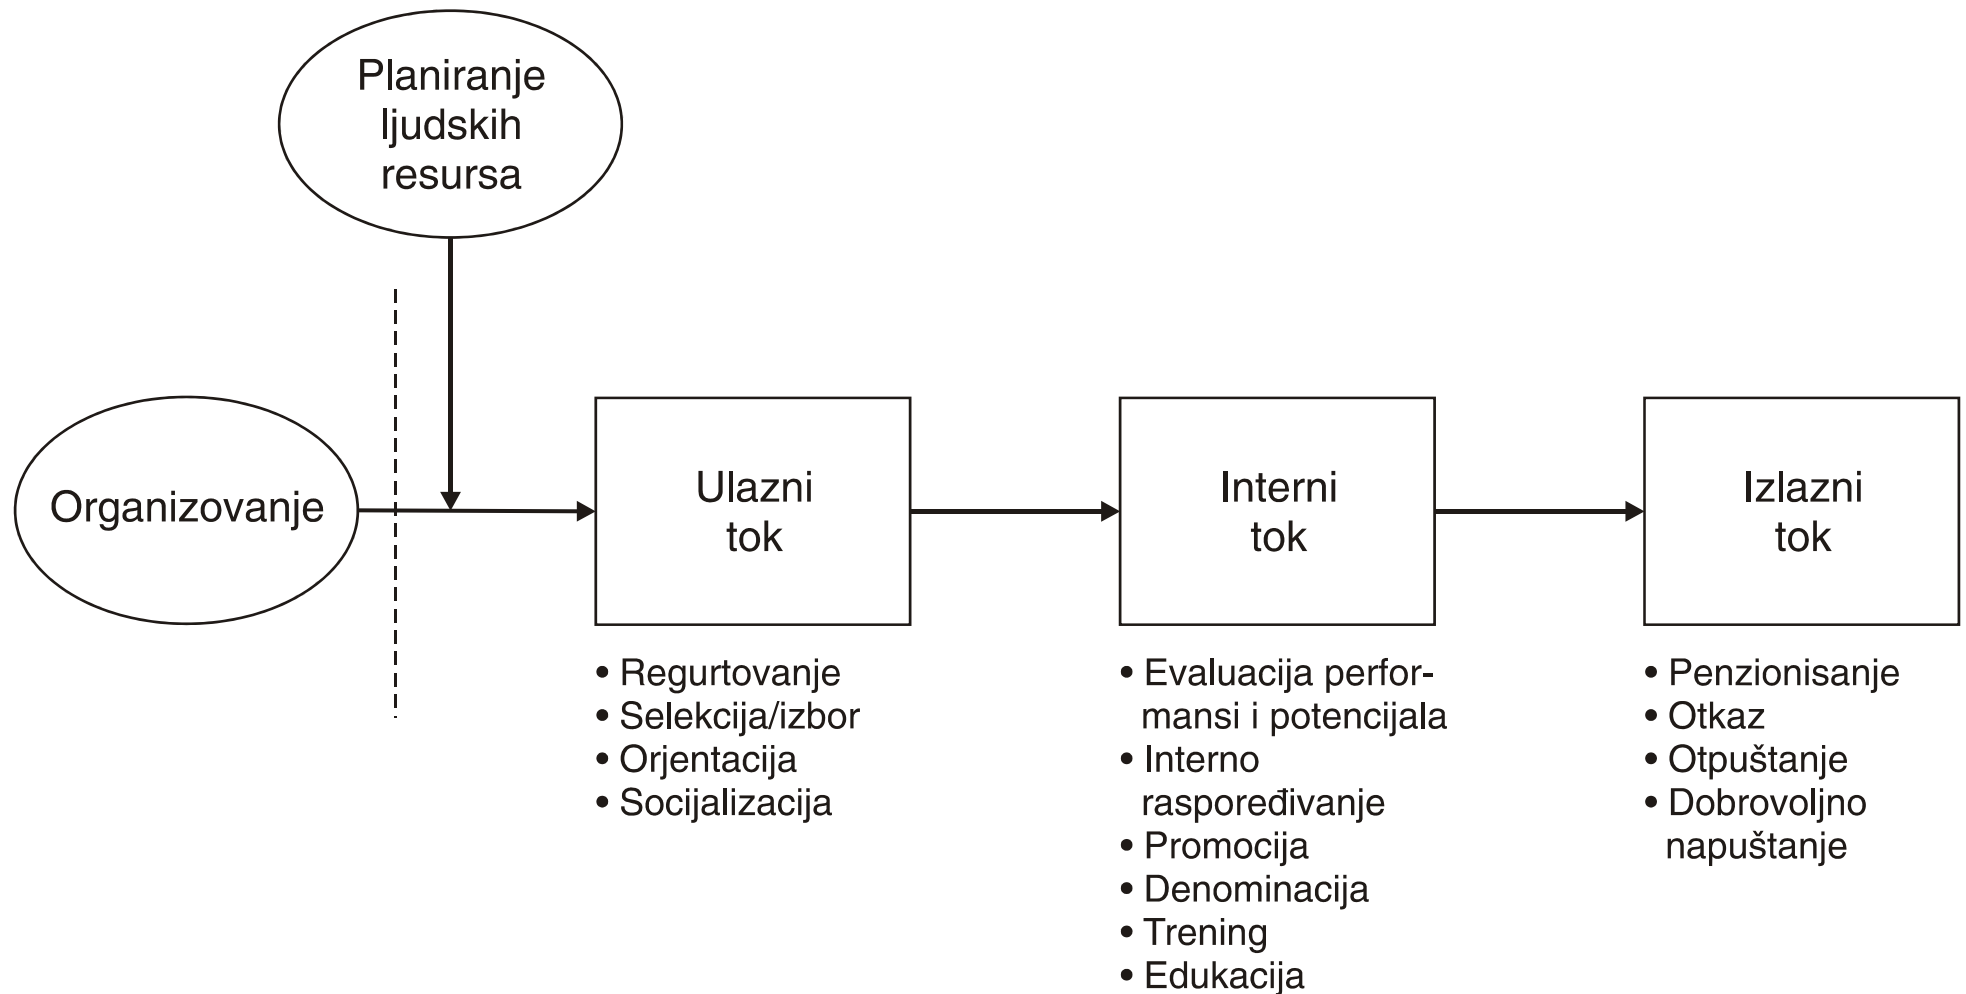 Planiranje
ljudskih
resursa
Organizovanje
Ulazni
tok
Interni
tok
Izlazni
tok
• Regurtovanje
• Selekcija/izbor
• Orjentacija
• Socijalizacija
• Evaluacija perfor-
mansi i potencijala
• Interno
raspoređivanje
• Promocija
• Denominacija
• Trening
• Edukacija
• Penzionisanje
• Otkaz
• Otpuštanje
• Dobrovoljno
napuštanje